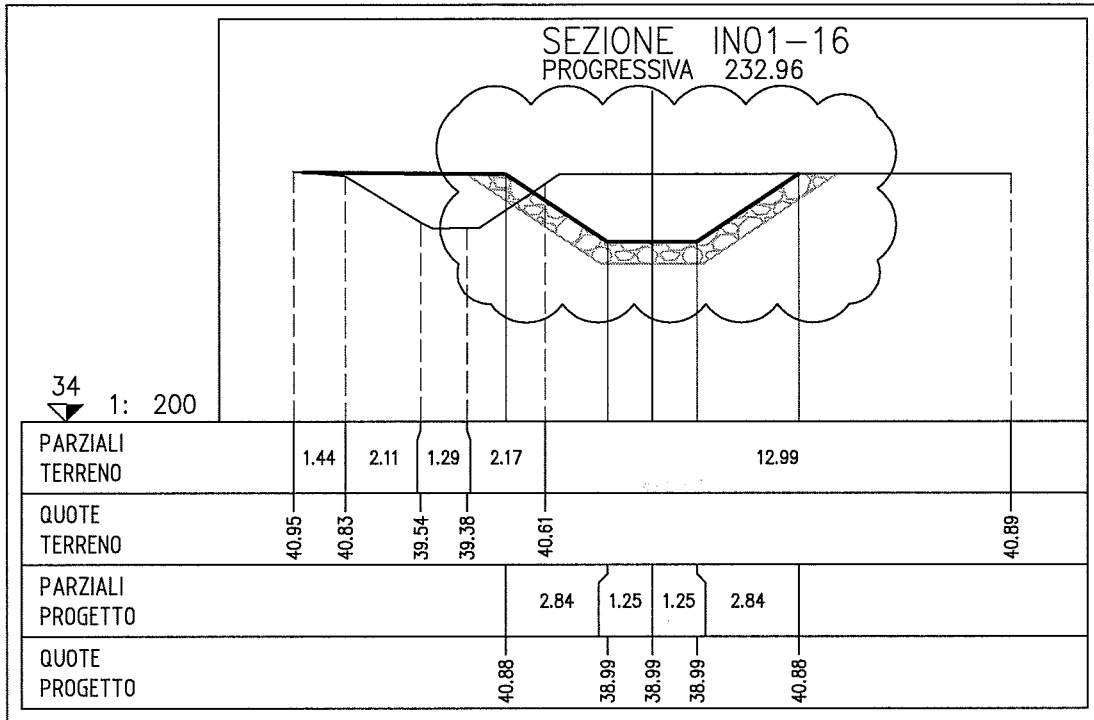 SEZIONE IN01-16
PROGRESSIVA 232.96
34
1: 200
PARZIALI
TERRENO
1.44 2.11 1.29 2.17 12.99
QUOTE
TERRENO
40.95 40.83 39.54 39.38 40.61 40.89
PARZIALI
PROGETTO
2.84 1.25 1.25 2.84
QUOTE
PROGETTO
40.88 38.99 38.99 38.99 40.88